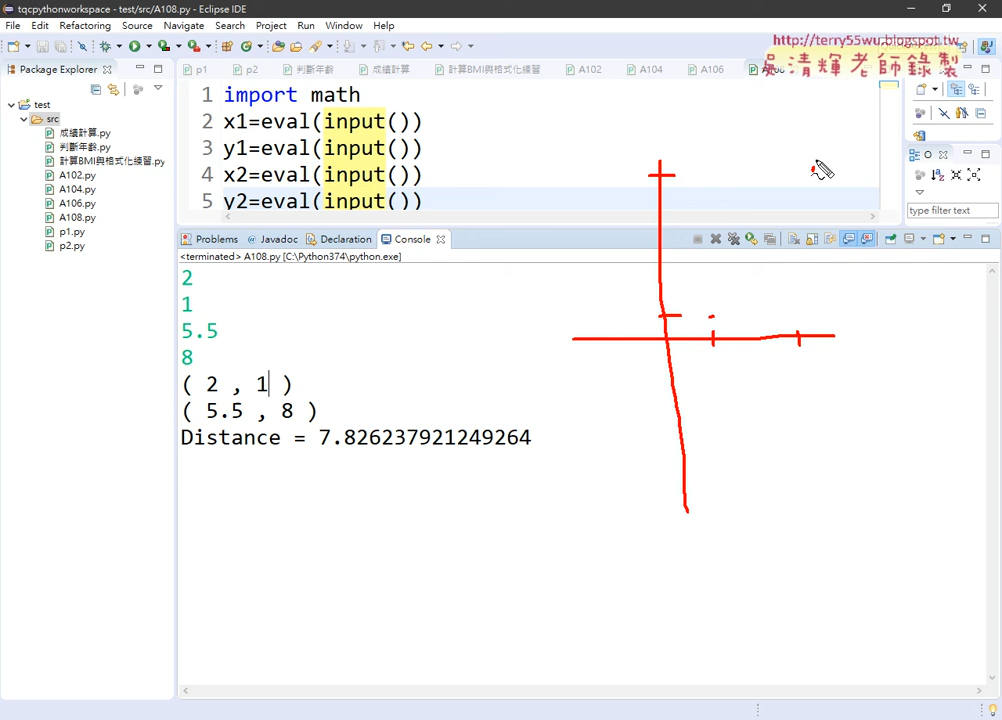 tqcpythonworkspace - test/src/A108.py - Eclipse IDE
File Edit Refactoring Source Navigate Search Project Run Window Help
http://terry55wu.blogspot.tw
吳清輝老師錄製
Package Explorer
p1 p2 判斷年齡 成績計算 計算BMI與格式化練習 A102 A104 A106
test
src
成績計算.py
判斷年齡.py
計算BMI與格式化練習.py
A102.py
A104.py
A106.py
A108.py
p1.py
p2.py
1 import math
2 x1=eval(input())
3 y1=eval(input())
4 x2=eval(input())
5 y2=eval(input())
type filter text
Problems Javadoc Declaration Console
<terminated> A108.py [C:\Python374\python.exe]
2
1
5.5
8
( 2 , 1 )
( 5.5 , 8 )
Distance = 7.826237921249264